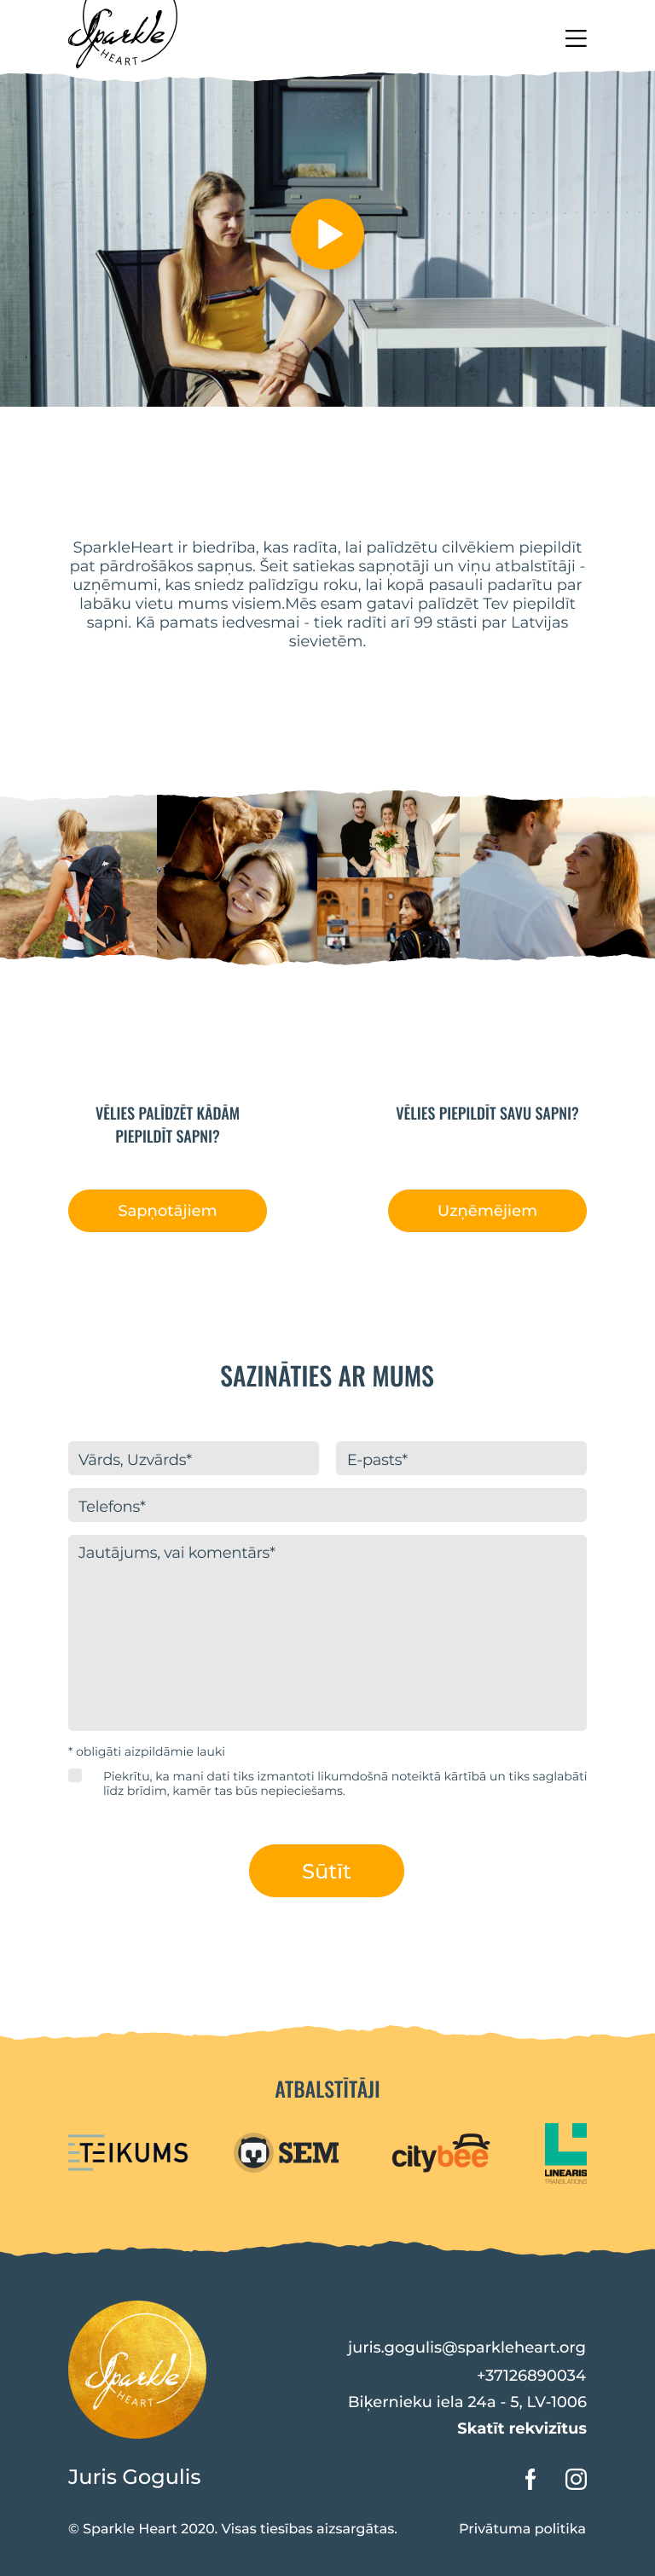 Sparkle
HEART
SparkleHeart ir biedrība, kas radīta, lai palīdzētu cilvēkiem piepildīt
pat pārdrošākos sapņus. Šeit satiekas sapņotāji un viņu atbalstītāji -
uzņēmumi, kas sniedz palīdzīgu roku, lai kopā pasauli padarītu par
labāku vietu mums visiem.Mēs esam gatavi palīdzēt Tev piepildīt
sapni. Kā pamats iedvesmai - tiek radīti arī 99 stāsti par Latvijas
sievietēm.
VĒLIES PALĪDZĒT KĀDĀM
PIEPILDĪT SAPNI?
Sapņotājiem
VĒLIES PIEPILDĪT SAVU SAPNI?
Uzņēmējiem
SAZINĀTIES AR MUMS
Vārds, Uzvārds*
E-pasts*
Telefons*
Jautājums, vai komentārs*
* obligāti aizpildāmie lauki
Piekrītu, ka mani dati tiks izmantoti likumdošnā noteiktā kārtībā un tiks saglabāti
līdz brīdim, kamēr tas būs nepieciešams.
Sūtīt
ATBALSTĪTĀJI
TEIKUMS
SEM
citybee
LINEARIS
TRANSLATIONS
Sparkle
HEART
juris.gogulis@sparkleheart.org
+37126890034
Biķernieku iela 24a - 5, LV-1006
Skatīt rekvizītus
Juris Gogulis
© Sparkle Heart 2020. Visas tiesības aizsargātas.
Privātuma politika